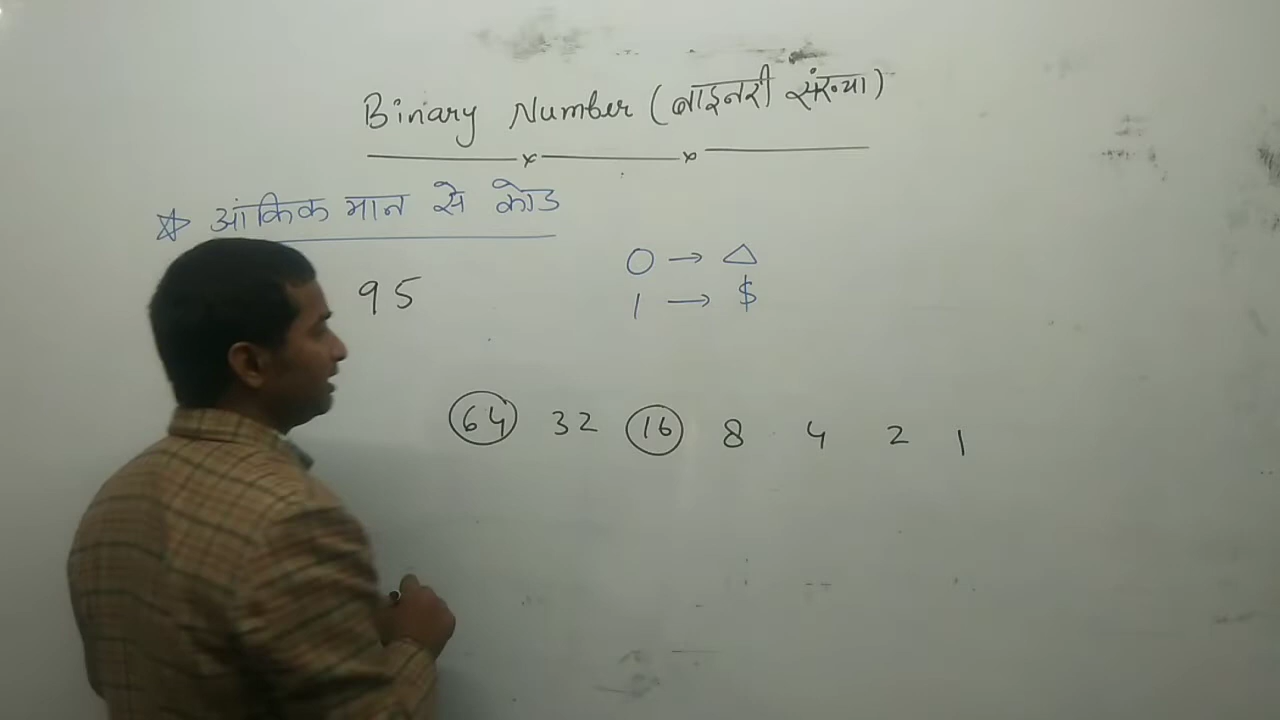 Binary Number (बाइनरी संख्या)
☆ आंकिक मान से कोड
95
0 → △
1 → $
64 32 16 8 4 2 1